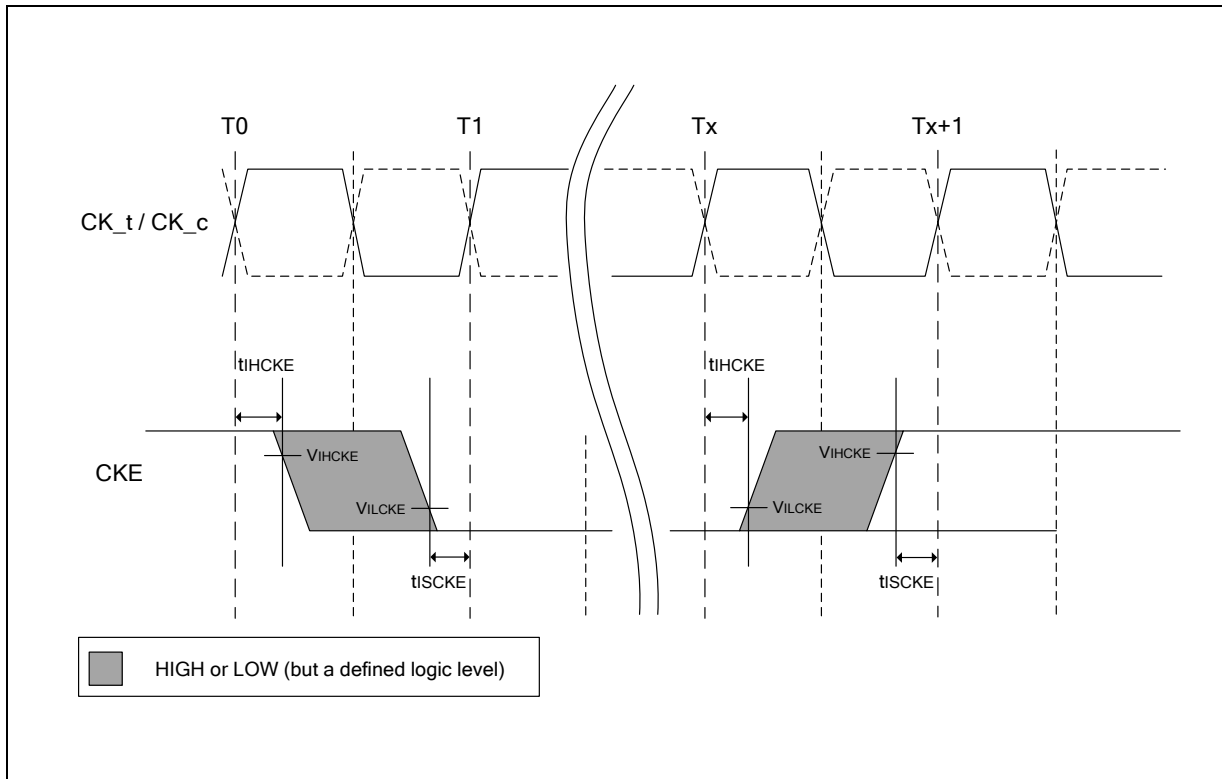 T0 T1 Tx Tx+1
CK_t / CK_c
tIHCKE tIHCKE
VIHCKE VIHCKE
CKE
VILCKE VILCKE
tISCKE tISCKE
HIGH or LOW (but a defined logic level)